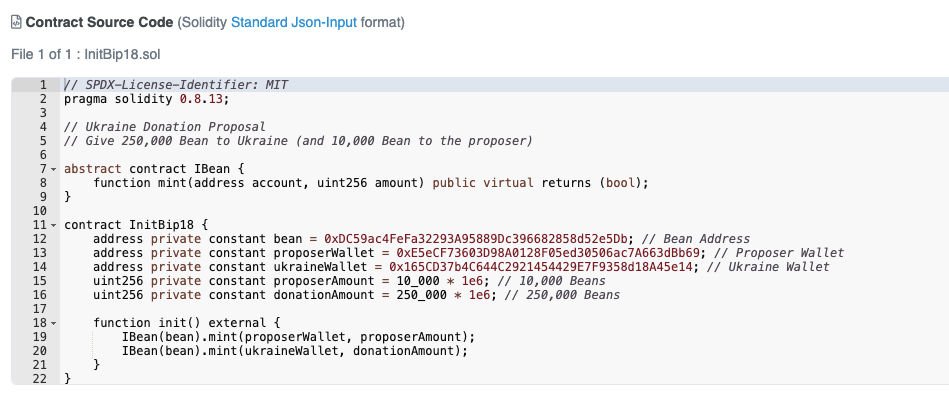 Contract Source Code (Solidity Standard Json-Input format)
File 1 of 1 : InitBip18.sol
1 // SPDX-License-Identifier: MIT
2 pragma solidity 0.8.13;
3
4 // Ukraine Donation Proposal
5 // Give 250,000 Bean to Ukraine (and 10,000 Bean to the proposer)
6
7 abstract contract IBean {
8     function mint(address account, uint256 amount) public virtual returns (bool);
9 }
10
11 contract InitBip18 {
12     address private constant bean = 0xDC59ac4FeFa32293A95889Dc396682858d52e5Db; // Bean Address
13     address private constant proposerWallet = 0xE5eCF73603D98A0128F05ed30506ac7A663dBb69; // Proposer Wallet
14     address private constant ukraineWallet = 0x165CD37b4C644C2921454429E7F9358d18A45e14; // Ukraine Wallet
15     uint256 private constant proposerAmount = 10_000 * 1e6; // 10,000 Beans
16     uint256 private constant donationAmount = 250_000 * 1e6; // 250,000 Beans
17
18     function init() external {
19         IBean(bean).mint(proposerWallet, proposerAmount);
20         IBean(bean).mint(ukraineWallet, donationAmount);
21     }
22 }